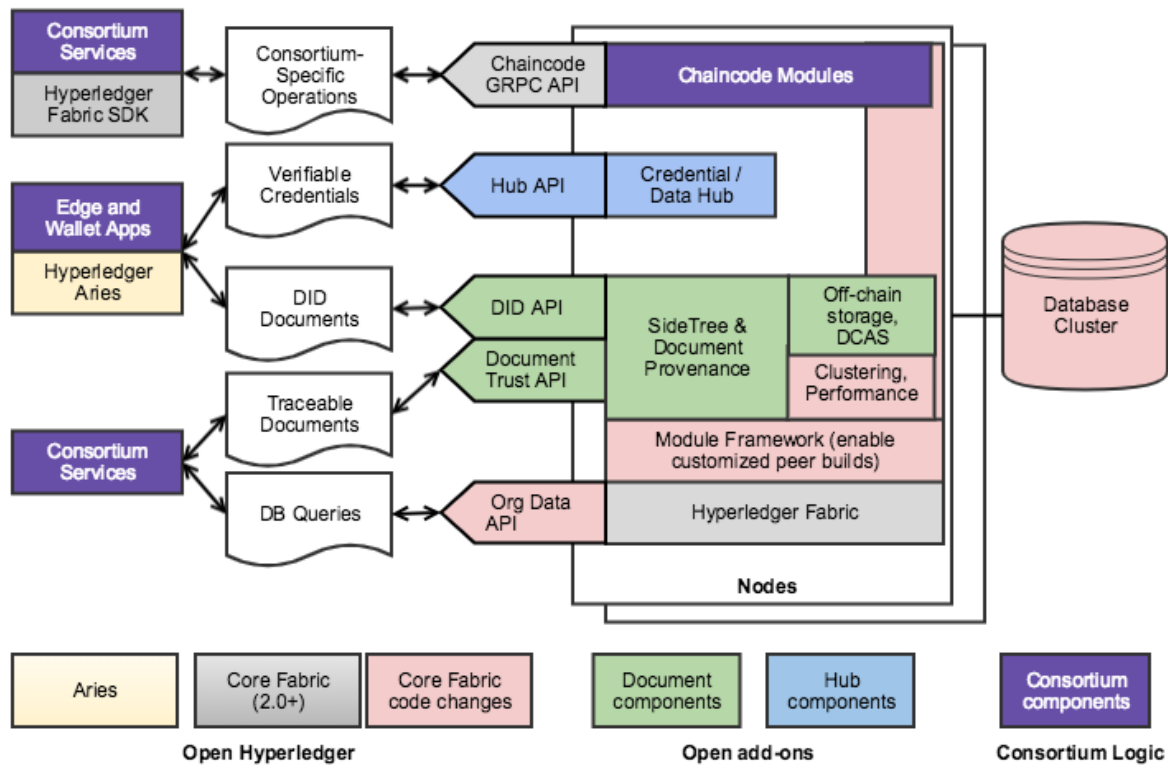 Consortium
Services
Hyperledger
Fabric SDK
Consortium-
Specific
Operations
Chaincode
GRPC API
Chaincode Modules
Verifiable
Credentials
Hub API
Credential /
Data Hub
Edge and
Wallet Apps
Hyperledger
Aries
DID
Documents
DID API
Document
Trust API
SideTree &
Document
Provenance
Off-chain
storage,
DCAS
Clustering,
Performance
Database
Cluster
Traceable
Documents
Consortium
Services
Module Framework (enable
customized peer builds)
DB Queries
Org Data
API
Hyperledger Fabric
Nodes
Aries
Core Fabric
(2.0+)
Core Fabric
code changes
Document
components
Hub
components
Consortium
components
Open Hyperledger
Open add-ons
Consortium Logic